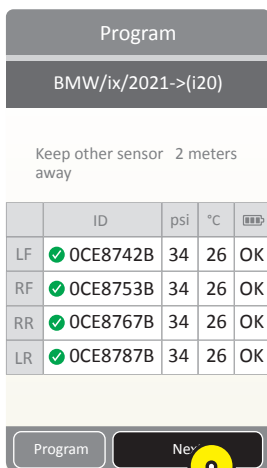 Program
BMW/ix/2021->(i20)
Keep other sensor 2 meters
away
ID psi °C
LF 0CE8742B 34 26 OK
RF 0CE8753B 34 26 OK
RR 0CE8767B 34 26 OK
LR 0CE8787B 34 26 OK
Program